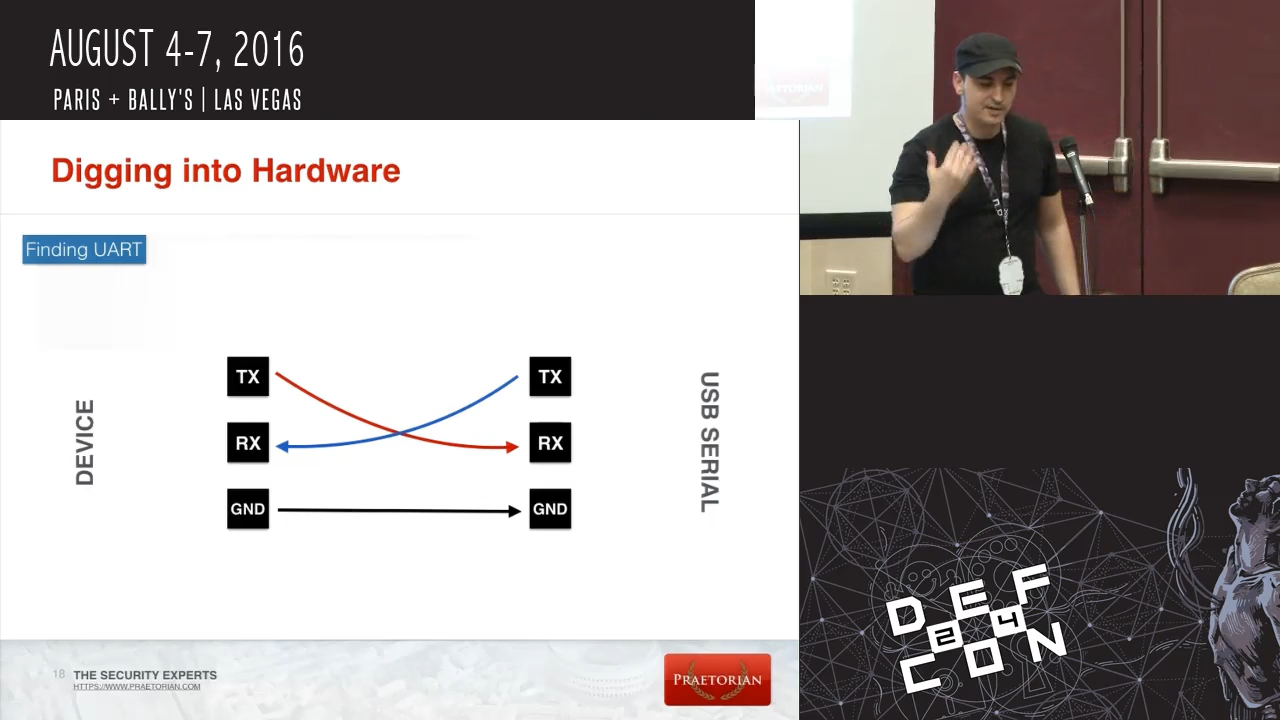 AUGUST 4-7, 2016
PARIS + BALLY'S | LAS VEGAS
Digging into Hardware
Finding UART
DEVICE
TX
RX
GND
TX
RX
GND
USB SERIAL
18
THE SECURITY EXPERTS
HTTPS://WWW.PRAETORIAN.COM
PRAETORIAN
DEF
24
CON